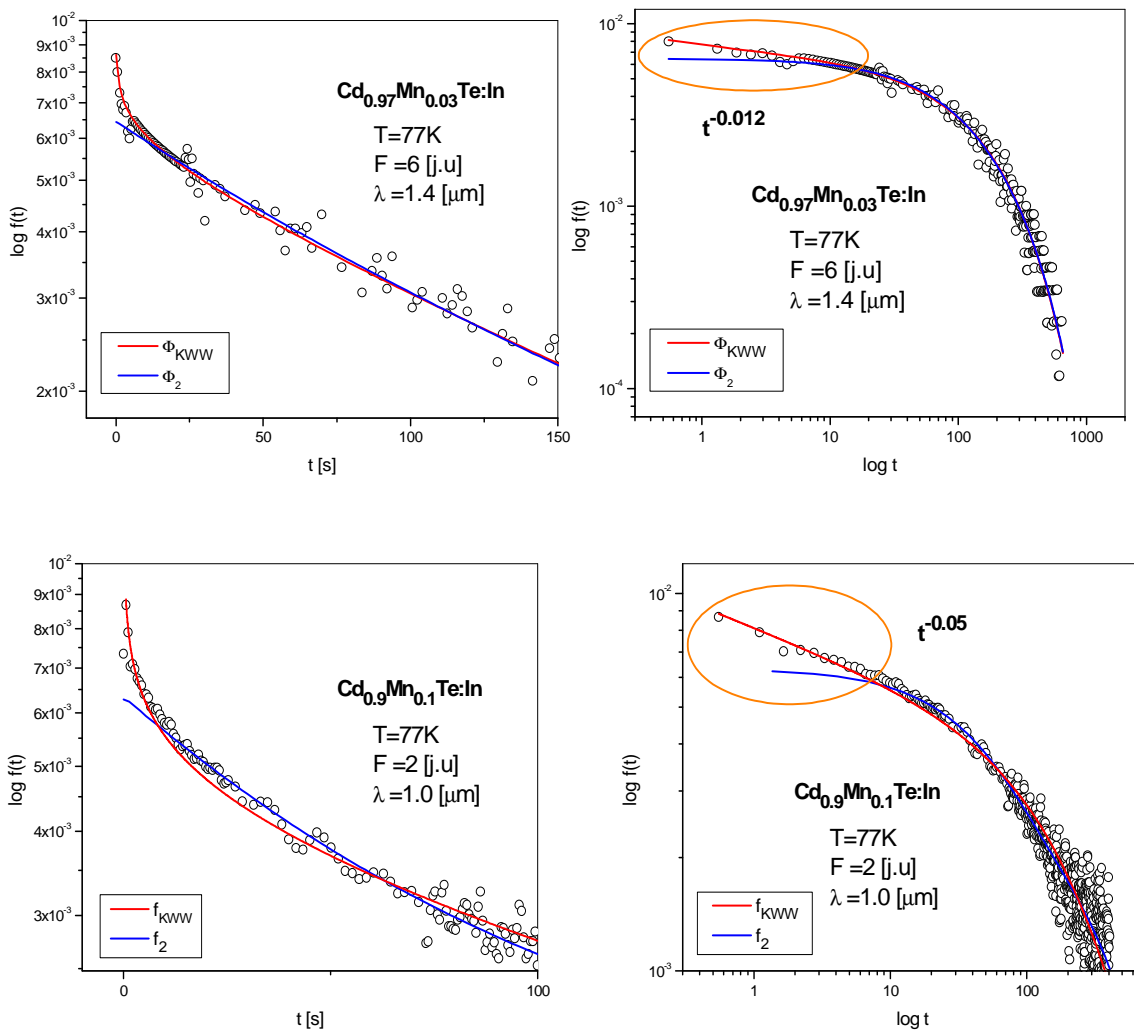 10⁻²
9x10⁻³
8x10⁻³
7x10⁻³
6x10⁻³
5x10⁻³
4x10⁻³
3x10⁻³
2x10⁻³
log f(t)
Cd0.97Mn0.03Te:In
T=77K
F =6 [j.u]
λ =1.4 [μm]
ΦKWW
Φ2
0 50 100 150
t [s]
10⁻²
10⁻³
10⁻⁴
log f(t)
t⁻⁰·⁰¹²
Cd0.97Mn0.03Te:In
T=77K
F =6 [j.u]
λ =1.4 [μm]
ΦKWW
Φ2
1 10 100 1000
log t
10⁻²
9x10⁻³
8x10⁻³
7x10⁻³
6x10⁻³
5x10⁻³
4x10⁻³
3x10⁻³
log f(t)
Cd0.9Mn0.1Te:In
T=77K
F =2 [j.u]
λ =1.0 [μm]
fKWW
f2
0 100
t [s]
10⁻²
10⁻³
log f(t)
t⁻⁰·⁰⁵
Cd0.9Mn0.1Te:In
T=77K
F =2 [j.u]
λ =1.0 [μm]
fKWW
f2
1 10 100
log t